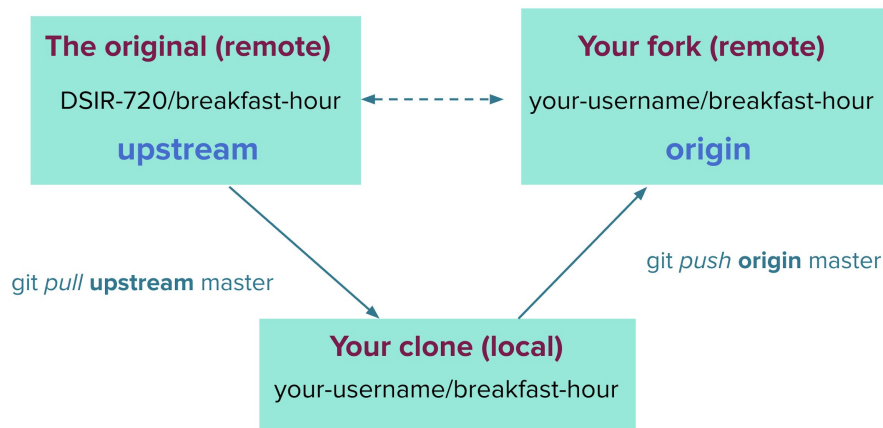 The original (remote)
DSIR-720/breakfast-hour
upstream
Your fork (remote)
your-username/breakfast-hour
origin
git pull upstream master
git push origin master
Your clone (local)
your-username/breakfast-hour